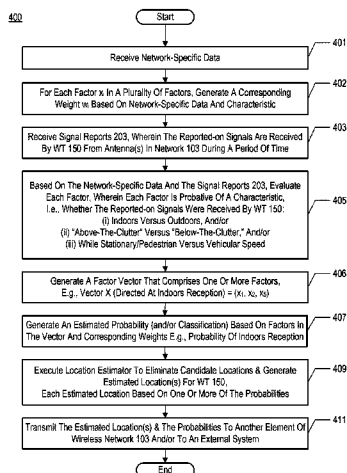 400
Start
401
Receive Network-Specific Data
402
For Each Factor x In A Plurality Of Factors, Generate A Corresponding
Weight wᵢ Based On Network-Specific Data And Characteristic
403
Receive Signal Reports 203, Wherein The Reported-on Signals Are Received
By WT 150 From Antenna(s) In Network 103 During A Period Of Time
405
Based On The Network-Specific Data And The Signal Reports 203, Evaluate
Each Factor, Wherein Each Factor Is Probative Of A Characteristic,
I.e., Whether The Reported-on Signals Were Received By WT 150:
(i) Indoors Versus Outdoors, And/or
(ii) "Above-The-Clutter" Versus "Below-The-Clutter," And/or
(iii) While Stationary/Pedestrian Versus Vehicular Speed
406
Generate A Factor Vector That Comprises One Or More Factors,
E.g., Vector X (Directed At Indoors Reception) = (x₁, x₂, x₅)
407
Generate An Estimated Probability (and/or Classification) Based On Factors In
The Vector And Corresponding Weights E.g., Probability Of Indoors Reception
409
Execute Location Estimator To Eliminate Candidate Locations & Generate
Estimated Location(s) For WT 150,
Each Estimated Location Based On One Or More Of The Probabilities
411
Transmit The Estimated Location(s) & The Probabilities To Another Element Of
Wireless Network 103 And/or To An External System
End